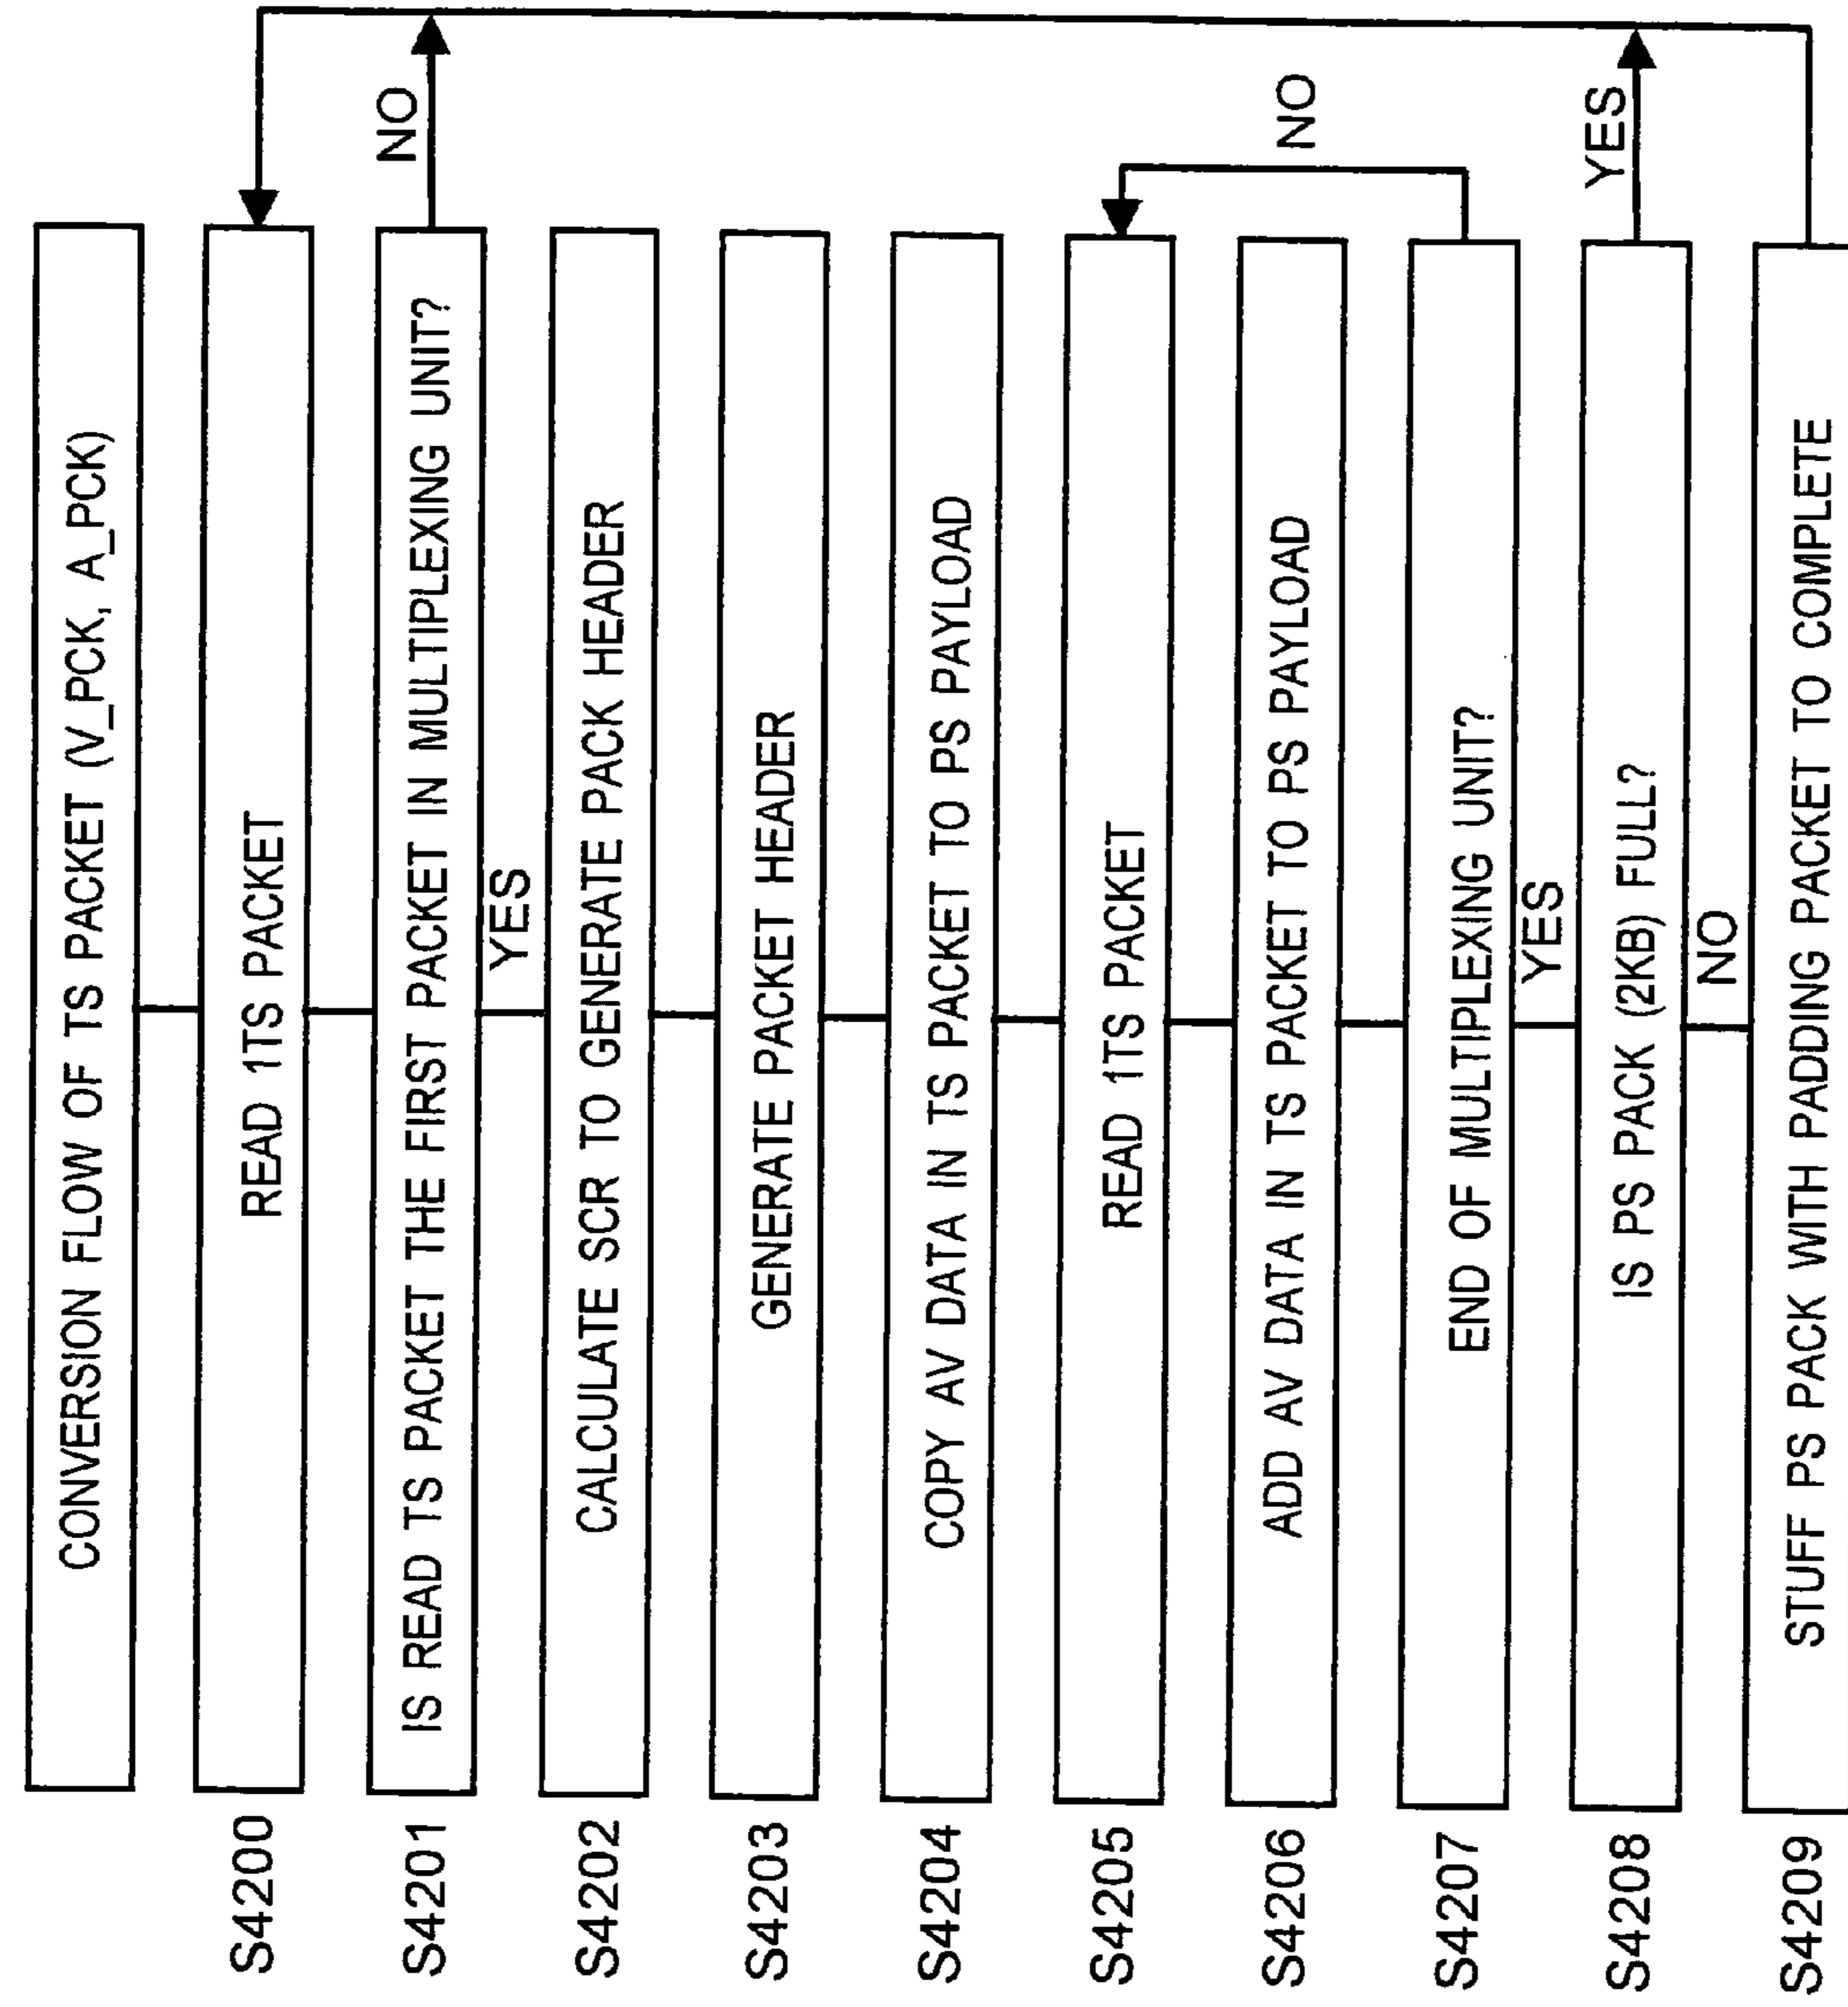 CONVERSION FLOW OF TS PACKET (V_PCK, A_PCK)
S4200
READ 1TS PACKET
S4201
IS READ TS PACKET THE FIRST PACKET IN MULTIPLEXING UNIT?
NO
YES
S4202
CALCULATE SCR TO GENERATE PACK HEADER
S4203
GENERATE PACKET HEADER
S4204
COPY AV DATA IN TS PACKET TO PS PAYLOAD
S4205
READ 1TS PACKET
S4206
ADD AV DATA IN TS PACKET TO PS PAYLOAD
NO
S4207
END OF MULTIPLEXING UNIT?
YES
S4208
IS PS PACK (2KB) FULL?
YES
NO
S4209
STUFF PS PACK WITH PADDING PACKET TO COMPLETE